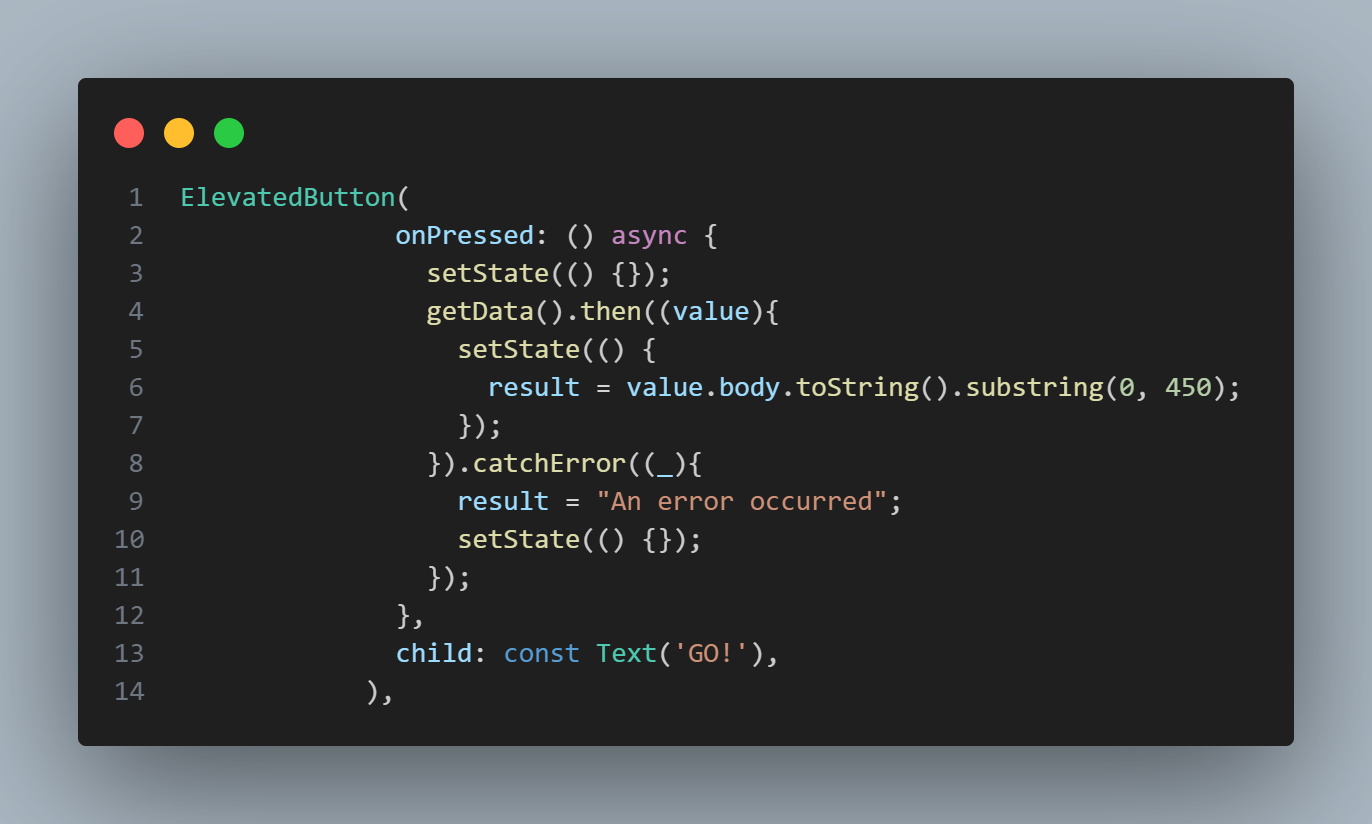 1 ElevatedButton(
2               onPressed: () async {
3                 setState(() {});
4                 getData().then((value){
5                   setState(() {
6                     result = value.body.toString().substring(0, 450);
7                   });
8                 }).catchError((_){
9                   result = "An error occurred";
10                   setState(() {});
11                 });
12               },
13               child: const Text('GO!'),
14             ),